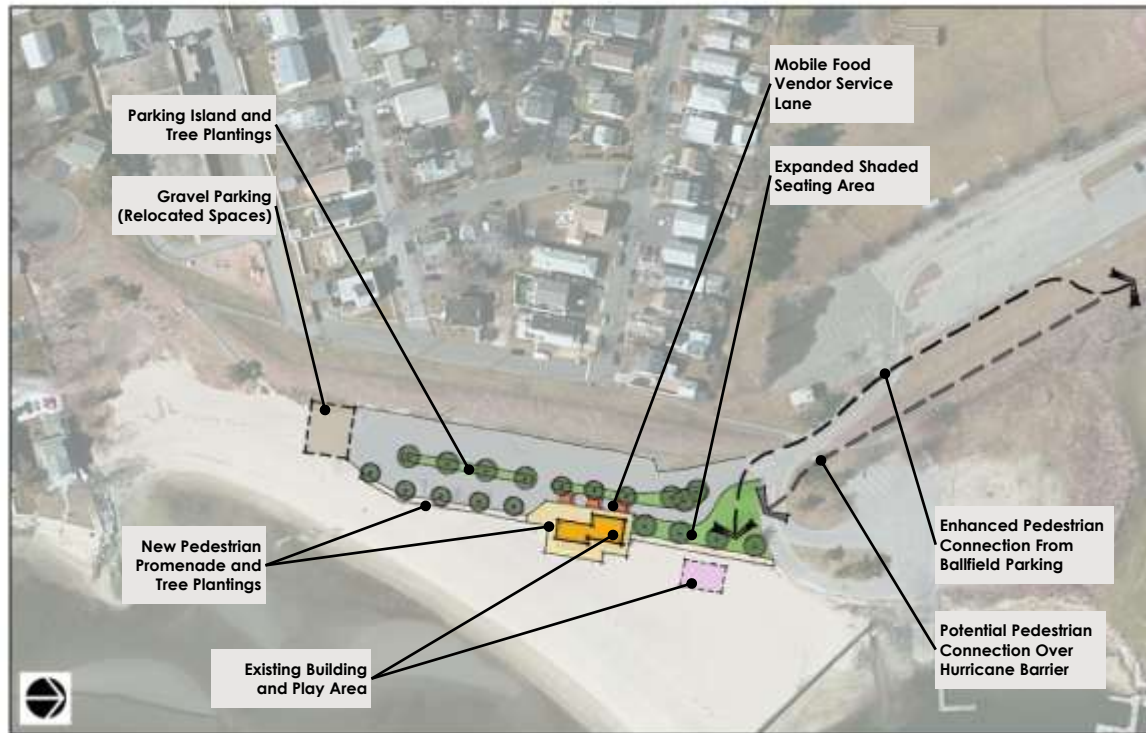 Mobile Food
Vendor Service
Lane
Parking Island and
Tree Plantings
Expanded Shaded
Seating Area
Gravel Parking
(Relocated Spaces)
New Pedestrian
Promenade and
Tree Plantings
Enhanced Pedestrian
Connection From
Ballfield Parking
Potential Pedestrian
Connection Over
Hurricane Barrier
Existing Building
and Play Area